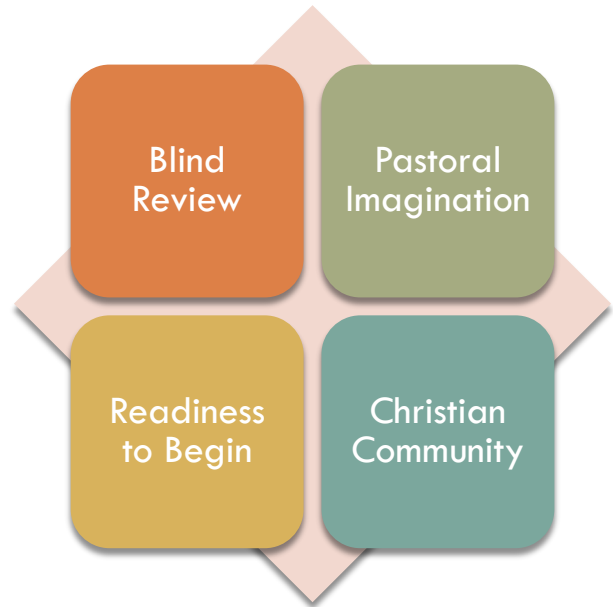 Blind
Review
Pastoral
Imagination
Readiness
to Begin
Christian
Community